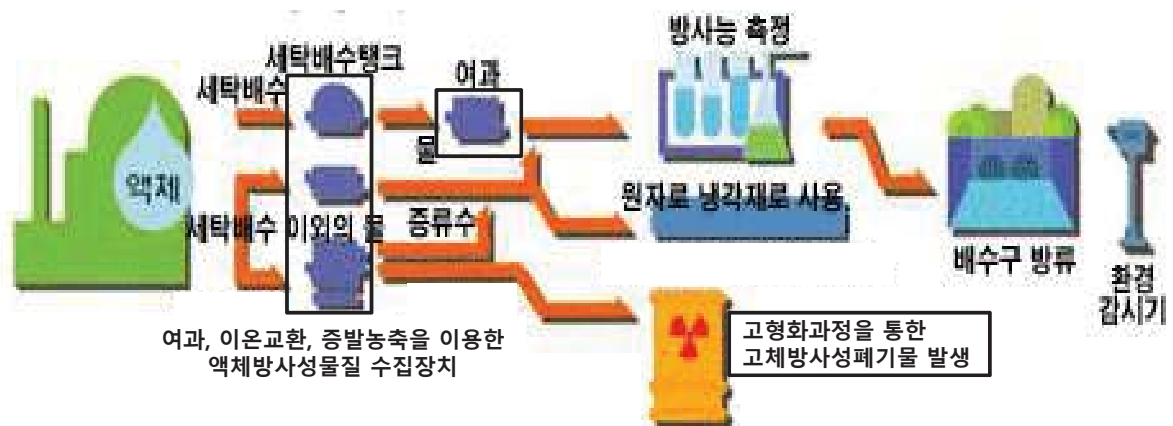 방사능 측정
세탁배수탱크
여과
세탁배수
물
액체
원자로 냉각재로 사용
세탁배수 이외의 물
증류수
배수구 방류
환경
감시기
여과, 이온교환, 증발농축을 이용한
액체방사성물질 수집장치
고형화과정을 통한
고체방사성폐기물 발생